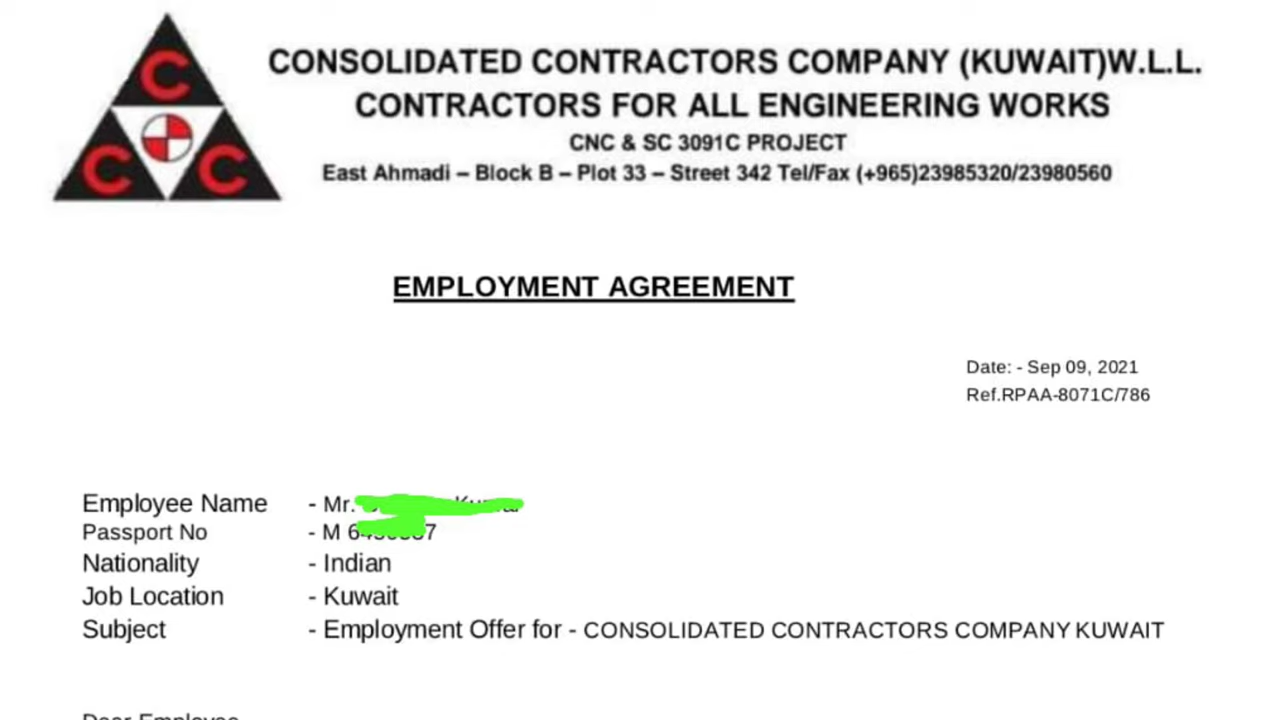 C
C C
CONSOLIDATED CONTRACTORS COMPANY (KUWAIT)W.L.L.
CONTRACTORS FOR ALL ENGINEERING WORKS
CNC & SC 3091C PROJECT
East Ahmadi – Block B – Plot 33 – Street 342 Tel/Fax (+965)23985320/23980560
EMPLOYMENT AGREEMENT
Date: - Sep 09, 2021
Ref.RPAA-8071C/786
Employee Name - Mr.
Passport No - M
Nationality - Indian
Job Location - Kuwait
Subject - Employment Offer for - CONSOLIDATED CONTRACTORS COMPANY KUWAIT
Dear Employee